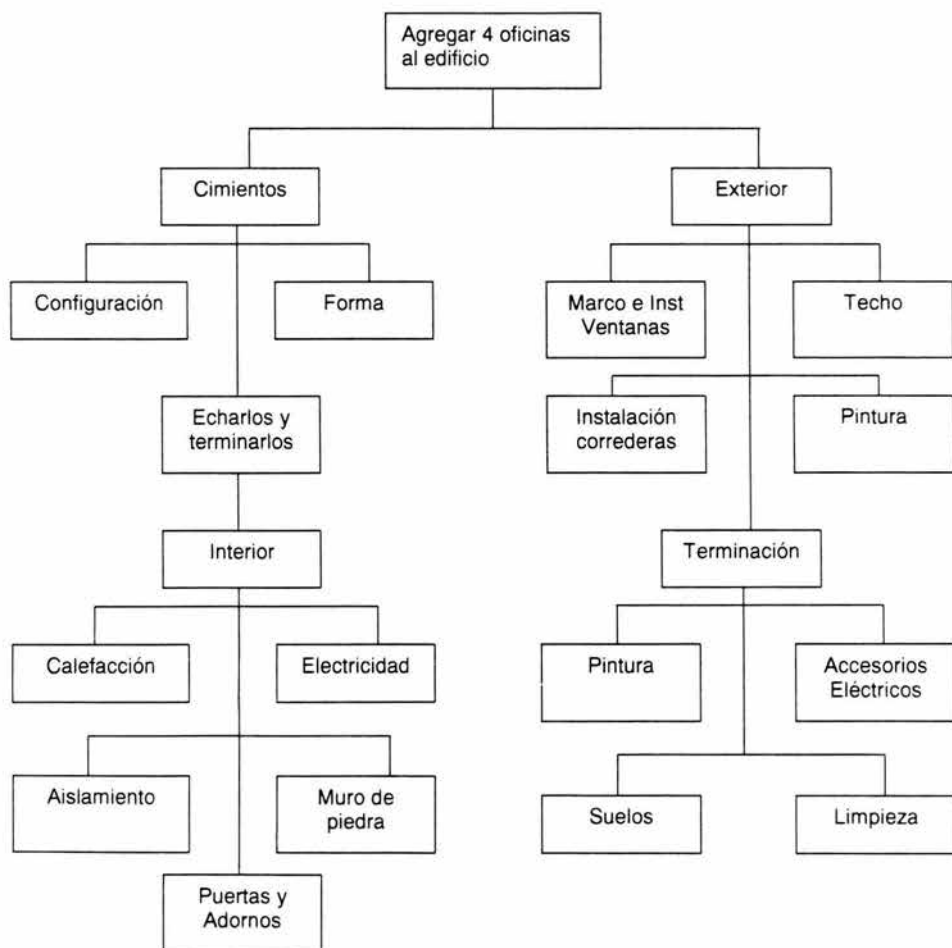 Agregar 4 oficinas
al edificio
Cimientos
Exterior
Configuración
Forma
Marco e Inst
Ventanas
Techo
Echarlos y
terminarlos
Instalación
correderas
Pintura
Interior
Terminación
Calefacción
Electricidad
Pintura
Accesorios
Eléctricos
Aislamiento
Muro de
piedra
Suelos
Limpieza
Puertas y
Adornos